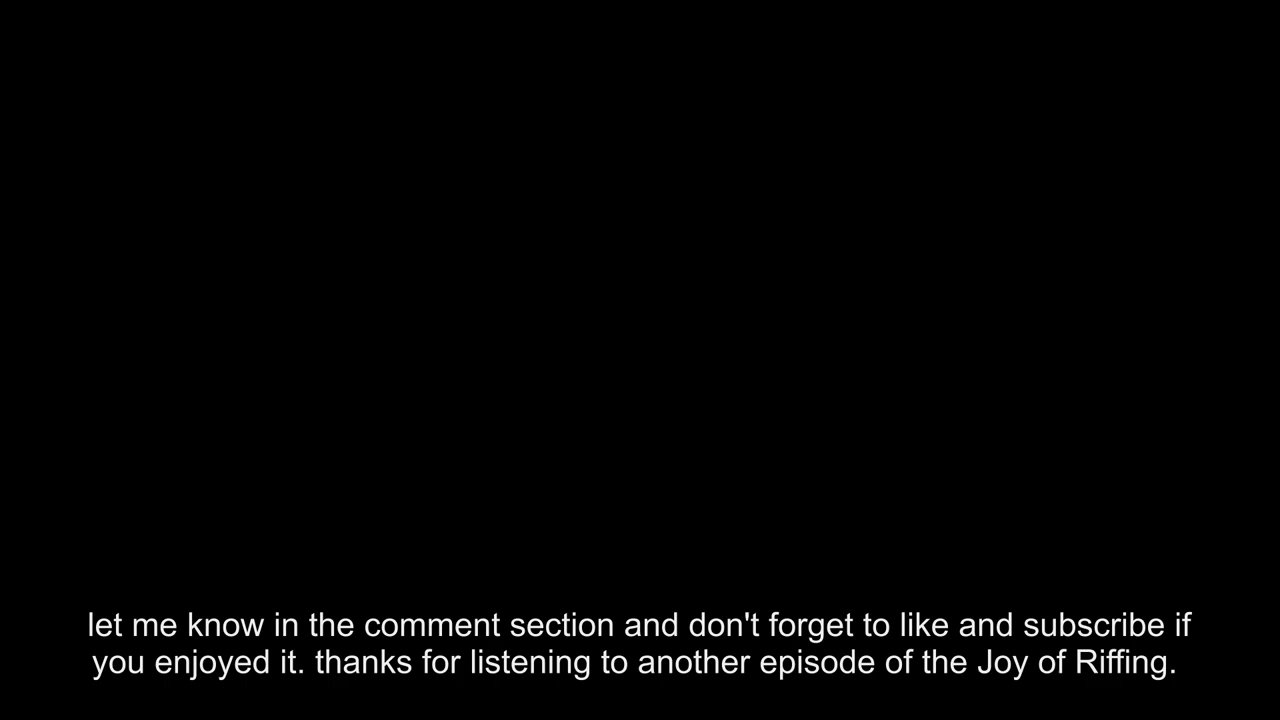 let me know in the comment section and don't forget to like and subscribe if
you enjoyed it. thanks for listening to another episode of the Joy of Riffing.